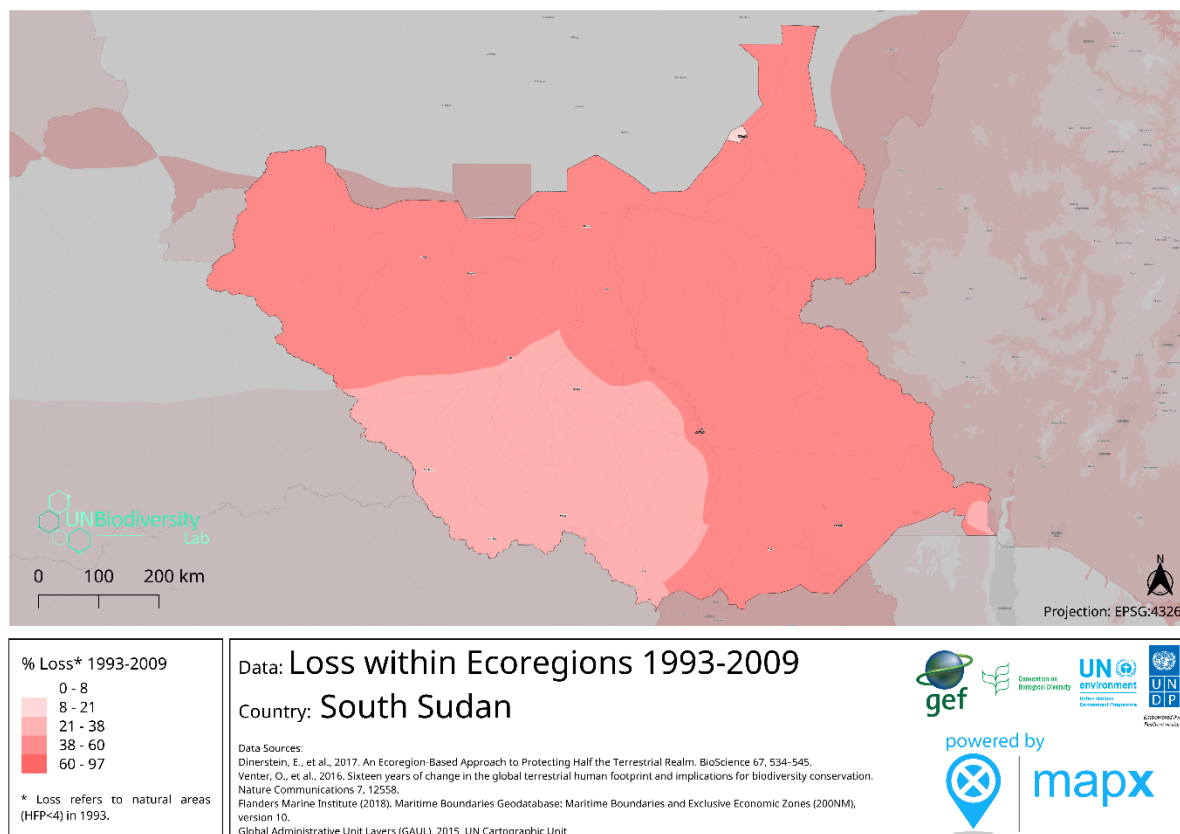 UNBiodiversity
Lab
0 100 200 km
N
Projection: EPSG:4326
% Loss* 1993-2009
0 - 8
8 - 21
21 - 38
38 - 60
60 - 97
* Loss refers to natural areas
(HFP<4) in 1993.
Data: Loss within Ecoregions 1993-2009
Country: South Sudan
Data Sources:
Dinerstein, E., et al., 2017. An Ecoregion-Based Approach to Protecting Half the Terrestrial Realm. BioScience 67, 534-545.
Venter, O., et al., 2016. Sixteen years of change in the global terrestrial human footprint and implications for biodiversity conservation.
Nature Communications 7, 12558.
Flanders Marine Institute (2018). Maritime Boundaries Geodatabase: Maritime Boundaries and Exclusive Economic Zones (200NM),
version 10.
Global Administrative Unit Layers (GAUL), 2015, UN Cartographic Unit
gef
Convention on
Biological Diversity
UN
environment
United Nations
Environment Programme
U N
D P
powered by
mapx